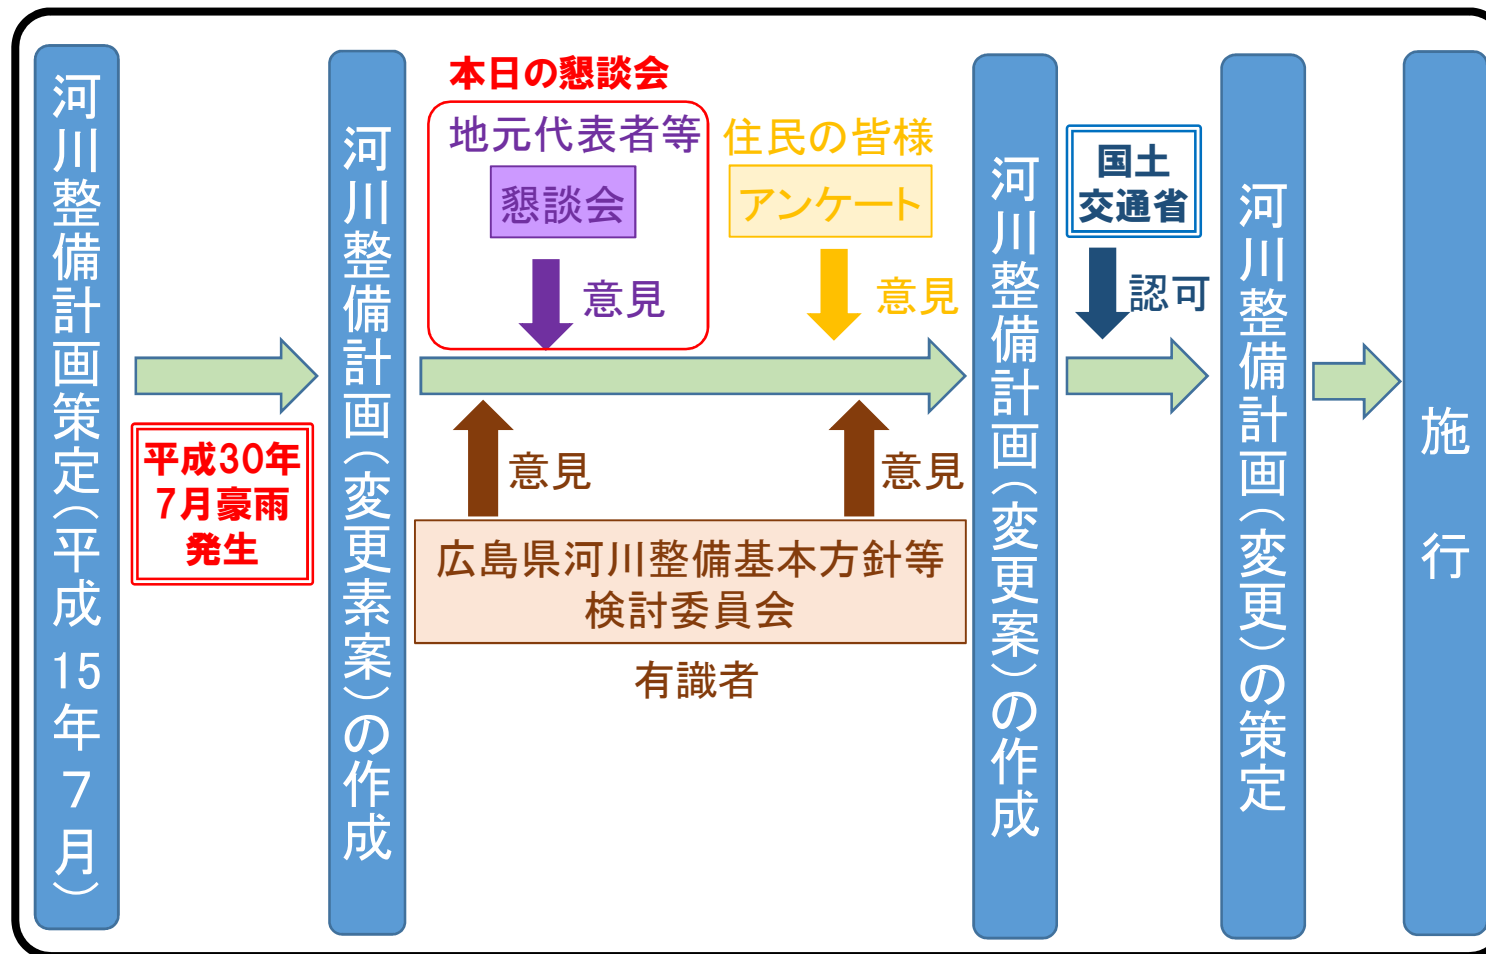 河川整備計画策定（平成15年7月）
平成30年
7月豪雨
発生
河川整備計画（変更素案）の作成
本日の懇談会
地元代表者等
懇談会
意見
住民の皆様
アンケート
意見
意見
意見
広島県河川整備基本方針等
検討委員会
有識者
河川整備計画（変更案）の作成
国土
交通省
認可
河川整備計画（変更）の策定
施行